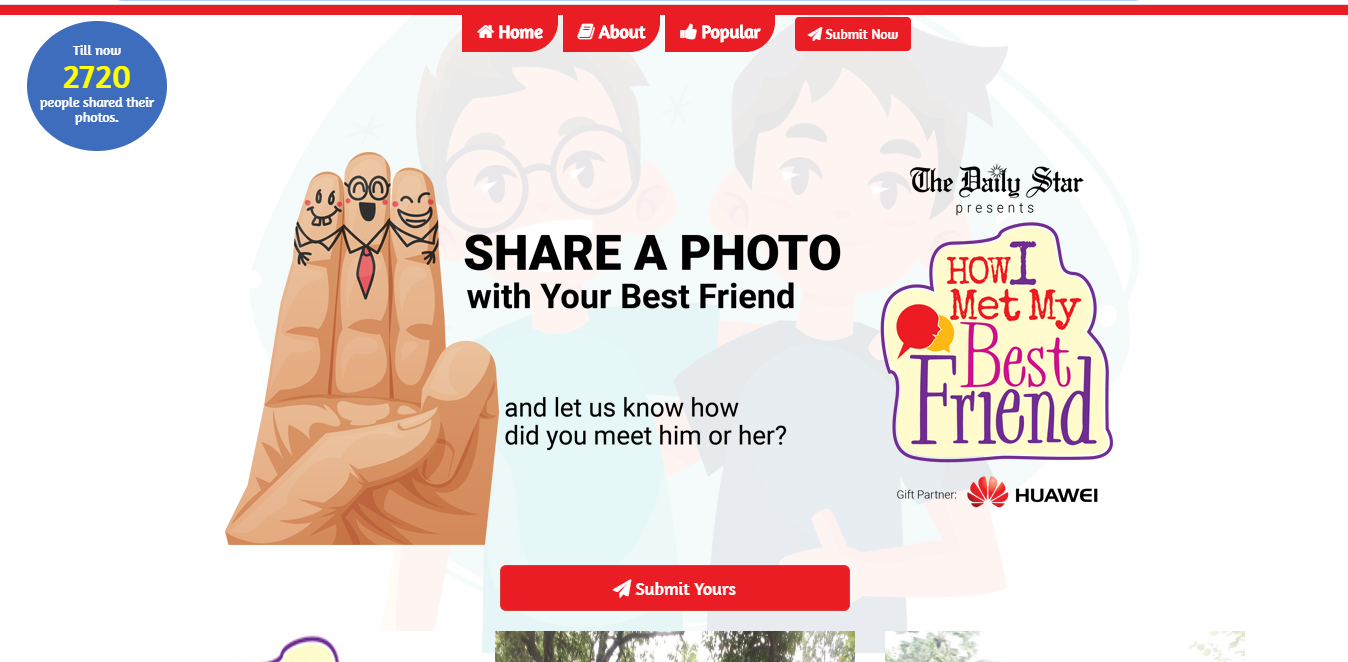 Home
About
Popular
Submit Now
Till now
2720
people shared their
photos.
The Daily Star
presents
HOW I
Met My
Best
Friend
SHARE A PHOTO
with Your Best Friend
and let us know how
did you meet him or her?
Gift Partner:
HUAWEI
Submit Yours